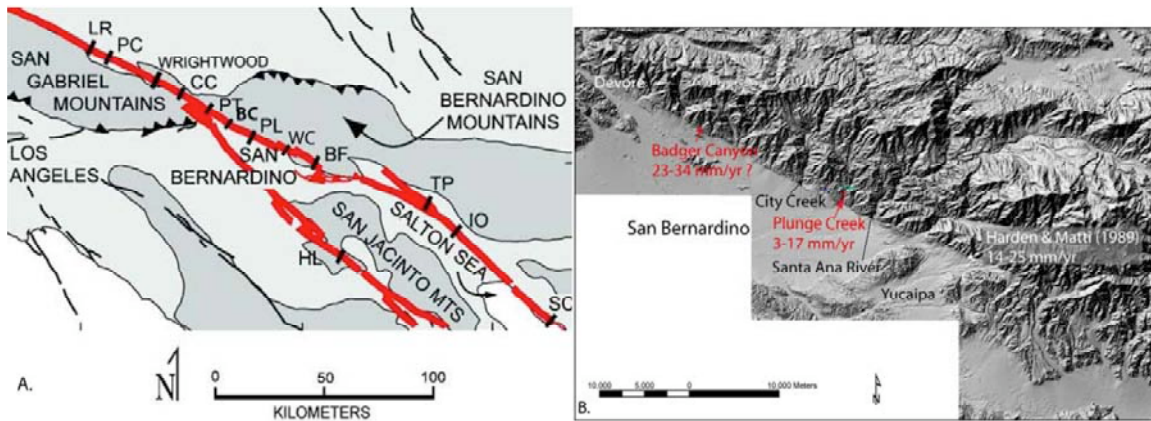 LR
PC
WRIGHTWOOD
CC
SAN
GABRIEL
MOUNTAINS
PT
BC
PL
WC
BF
SAN
BERNARDINO
MOUNTAINS
LOS
ANGELES
SAN
BERNARDINO
TP
IO
SALTON SEA
SAN JACINTO MTS
HL
SC
A.
N
0 50 100
KILOMETERS
Devore
Badger Canyon
23-34 mm/yr ?
City Creek
Plunge Creek
3-17 mm/yr
San Bernardino
Harden & Matti (1989)
14-25 mm/yr
Santa Ana River
Yucaipa
10,000 5,000 0 10,000 Meters
B.
N